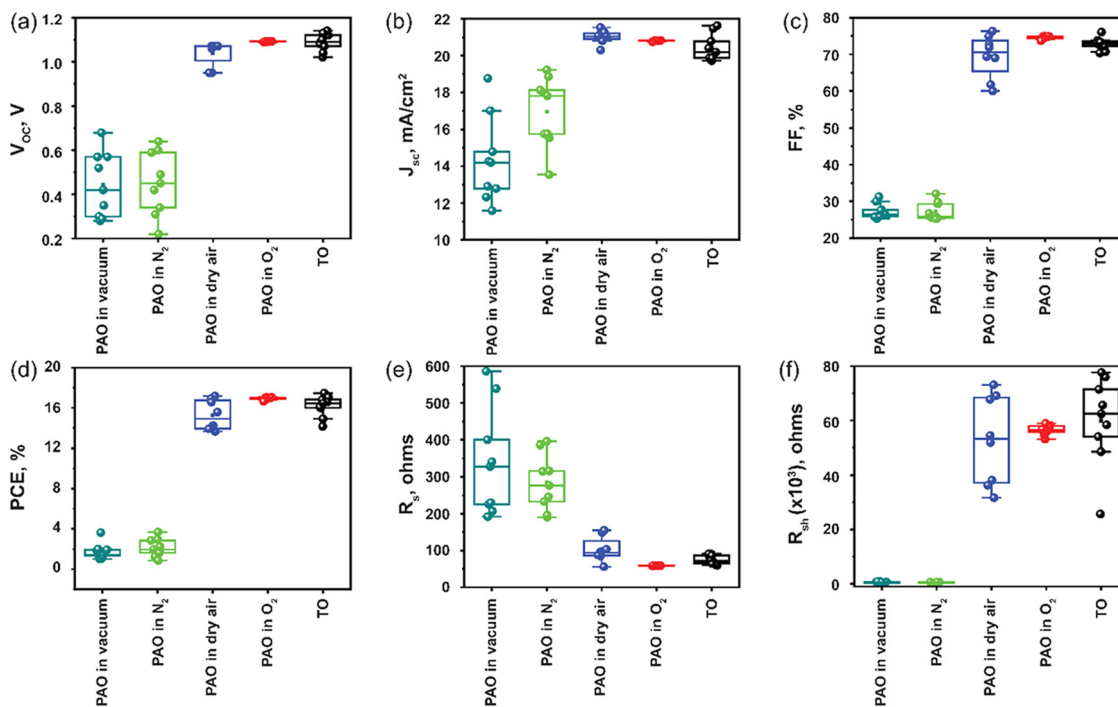 (a)
V_OC, V
1.2
1.0
0.8
0.6
0.4
0.2
PAO in vacuum
PAO in N₂
PAO in dry air
PAO in O₂
TO
(b)
J_sc, mA/cm²
22
20
18
16
14
12
10
PAO in vacuum
PAO in N₂
PAO in dry air
PAO in O₂
TO
(c)
FF, %
80
70
60
50
40
30
20
PAO in vacuum
PAO in N₂
PAO in dry air
PAO in O₂
TO
(d)
PCE, %
20
16
12
8
4
2
0
PAO in vacuum
PAO in N₂
PAO in dry air
PAO in O₂
TO
(e)
R_s, ohms
600
500
400
300
200
100
0
PAO in vacuum
PAO in N₂
PAO in dry air
PAO in O₂
TO
(f)
R_sh (x10³), ohms
80
60
40
20
0
PAO in vacuum
PAO in N₂
PAO in dry air
PAO in O₂
TO